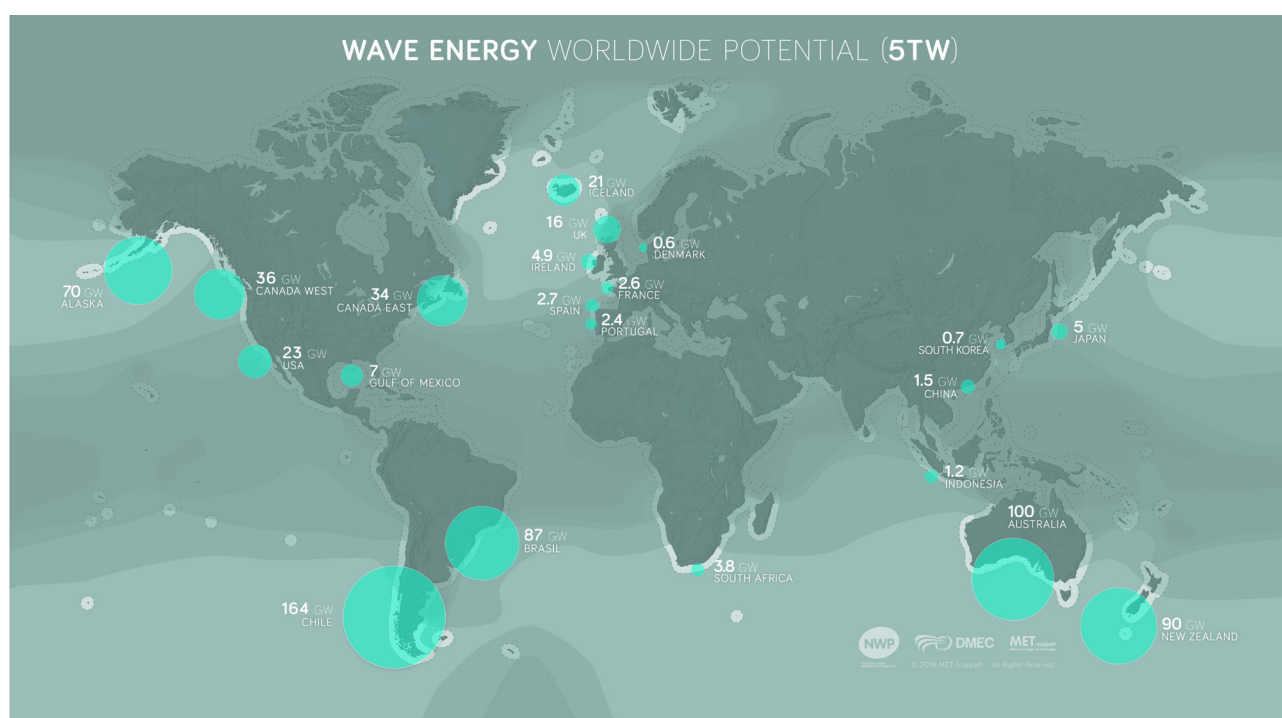 WAVE ENERGY WORLDWIDE POTENTIAL (5TW)
21 GW
ICELAND
16 GW
UK
0.6 GW
DENMARK
4.9 GW
IRELAND
2.6 GW
FRANCE
2.7 GW
SPAIN
2.4 GW
PORTUGAL
70 GW
ALASKA
36 GW
CANADA WEST
34 GW
CANADA EAST
23 GW
USA
7 GW
GULF OF MEXICO
0.7 GW
SOUTH KOREA
5 GW
JAPAN
1.5 GW
CHINA
1.2 GW
INDONESIA
100 GW
AUSTRALIA
87 GW
BRASIL
3.8 GW
SOUTH AFRICA
164 GW
CHILE
90 GW
NEW ZEALAND
NWP
DMEC
MET support
© 2018 MET-Support - All Rights Reserved